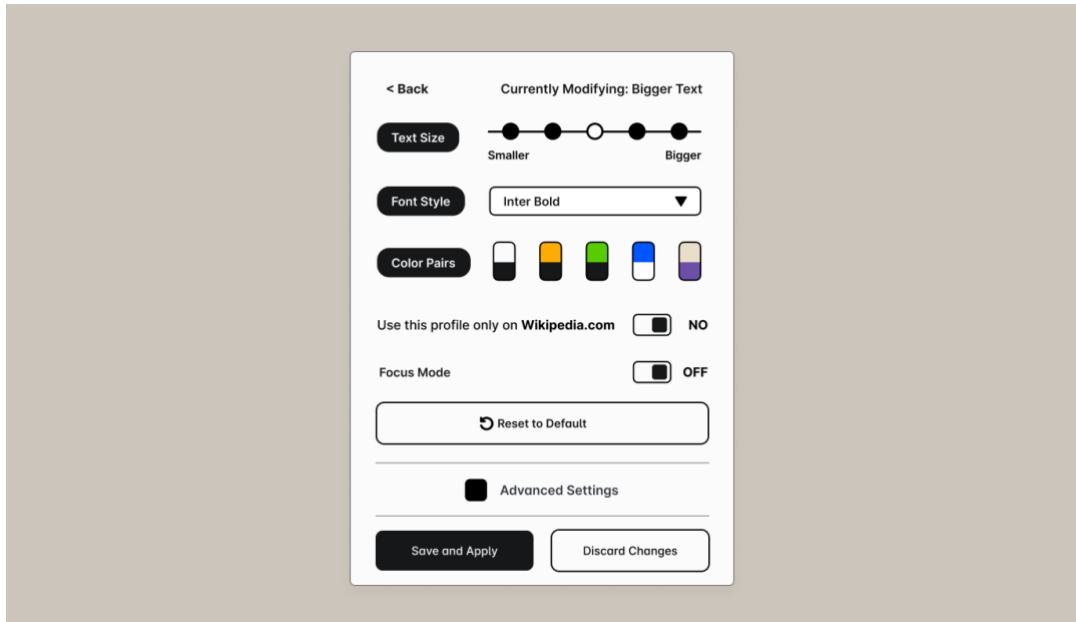 < Back
Currently Modifying: Bigger Text
Text Size
Smaller
Bigger
Font Style
Inter Bold
Color Pairs
Use this profile only on Wikipedia.com
NO
Focus Mode
OFF
Reset to Default
Advanced Settings
Save and Apply
Discard Changes